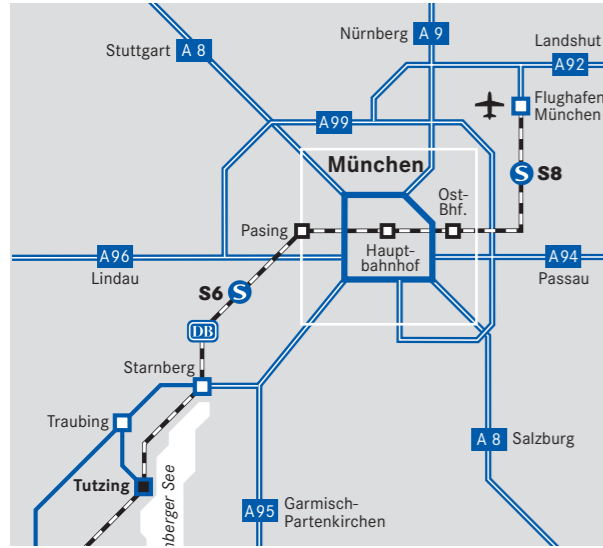 Nürnberg
A 9
Stuttgart
A 8
Landshut
A92
Flughafen
München
A99
München
S
S8
Ost-
Bhf.
Pasing
Haupt-
bahnhof
A96
Lindau
A94
Passau
S6
S
DB
Starnberg
Traubing
A 8
Salzburg
Tutzing
nberger See
A95
Garmisch-
Partenkirchen